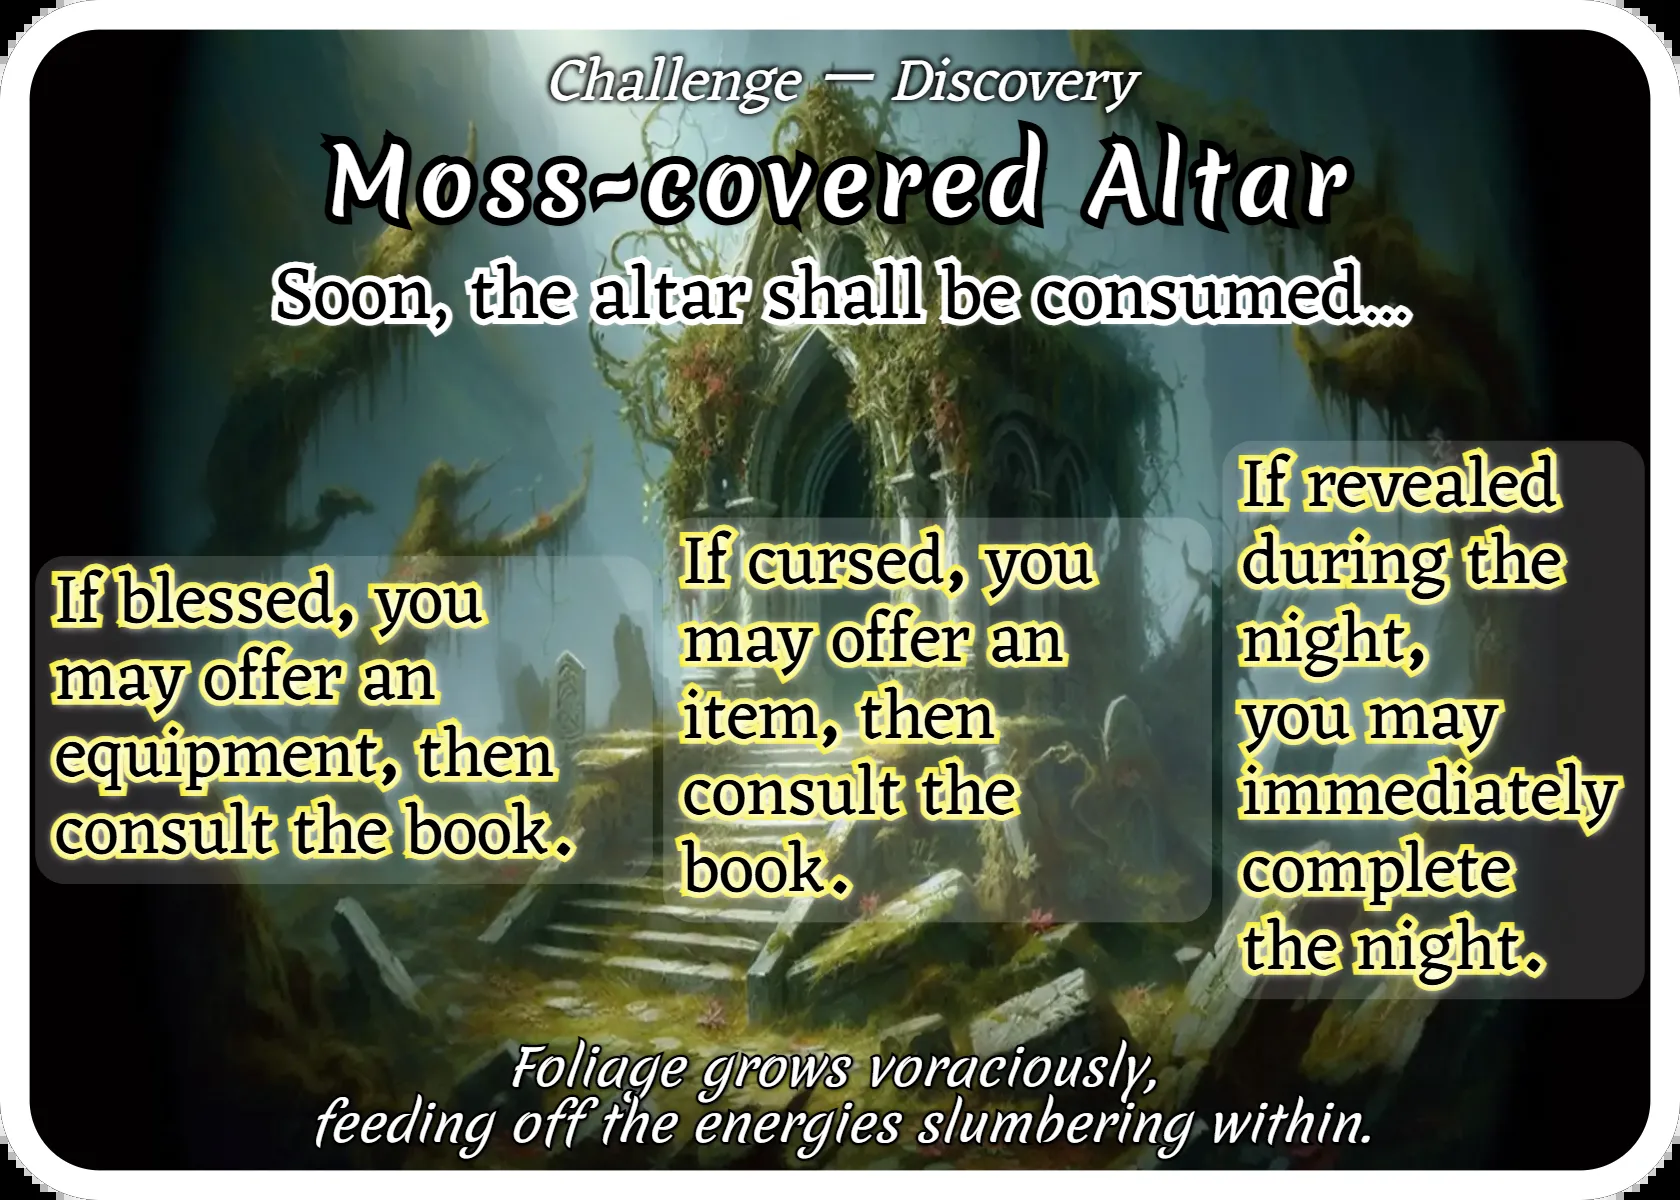 Challenge — Discovery
Moss-covered Altar
Soon, the altar shall be consumed...
If blessed, you
may offer an
equipment, then
consult the book.
If cursed, you
may offer an
item, then
consult the
book.
If revealed
during the
night,
you may
immediately
complete
the night.
Foliage grows voraciously,
feeding off the energies slumbering within.